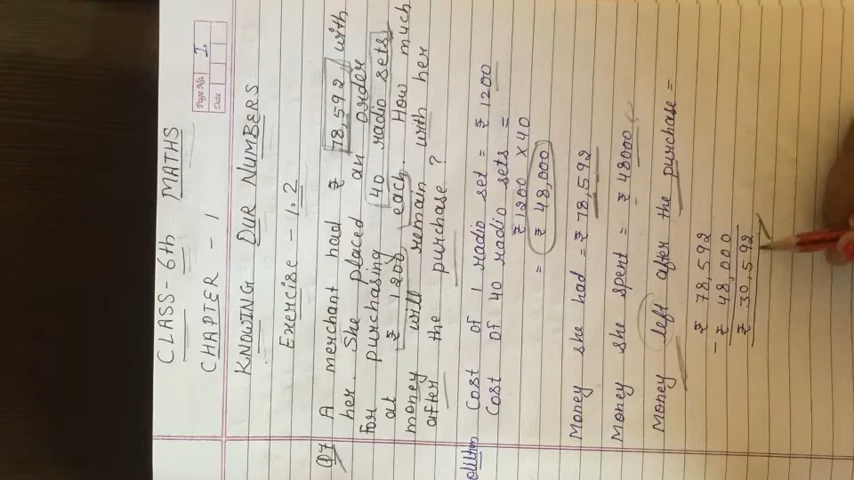 Page No. I
Date
CLASS- 6th MATHS
CHAPTER - 1
KNOWING OUR NUMBERS
Exercise - 1.2
Q7 A merchant had ₹ 78,592 with
her. She placed an order
For purchasing 40 radio sets
at ₹ 1200 each. How much
money will remain with her
after the purchase ?
Cost of 1 radio set = ₹ 1200
Cost of 40 radio sets =
₹ 1200 X 40
= ₹ 48,000
Money she had = ₹ 78,592
Money she spent = ₹ 48000
Money left after the purchase =
₹ 78,592
- ₹ 48,000
₹ 30,592